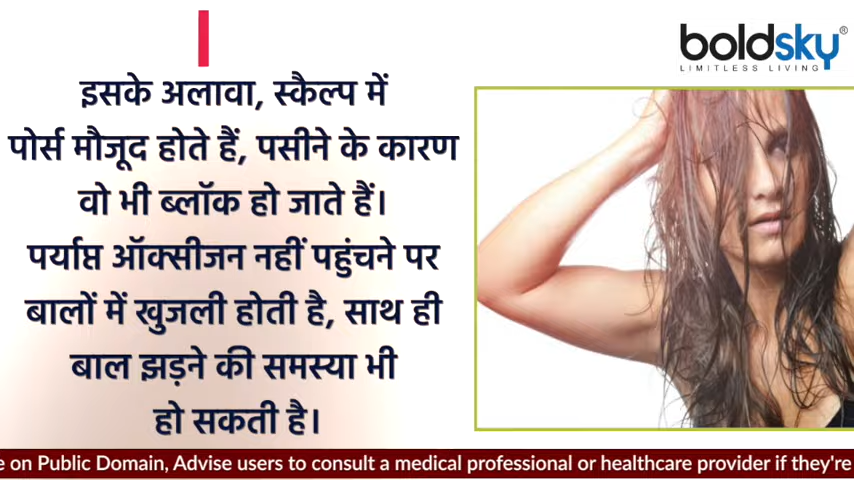 boldsky®
LIMITLESS LIVING
इसके अलावा, स्कैल्प में
पोर्स मौजूद होते हैं, पसीने के कारण
वो भी ब्लॉक हो जाते हैं।
पर्याप्त ऑक्सीजन नहीं पहुंचने पर
बालों में खुजली होती है, साथ ही
बाल झड़ने की समस्या भी
हो सकती है।
on Public Domain, Advise users to consult a medical professional or healthcare provider if they're